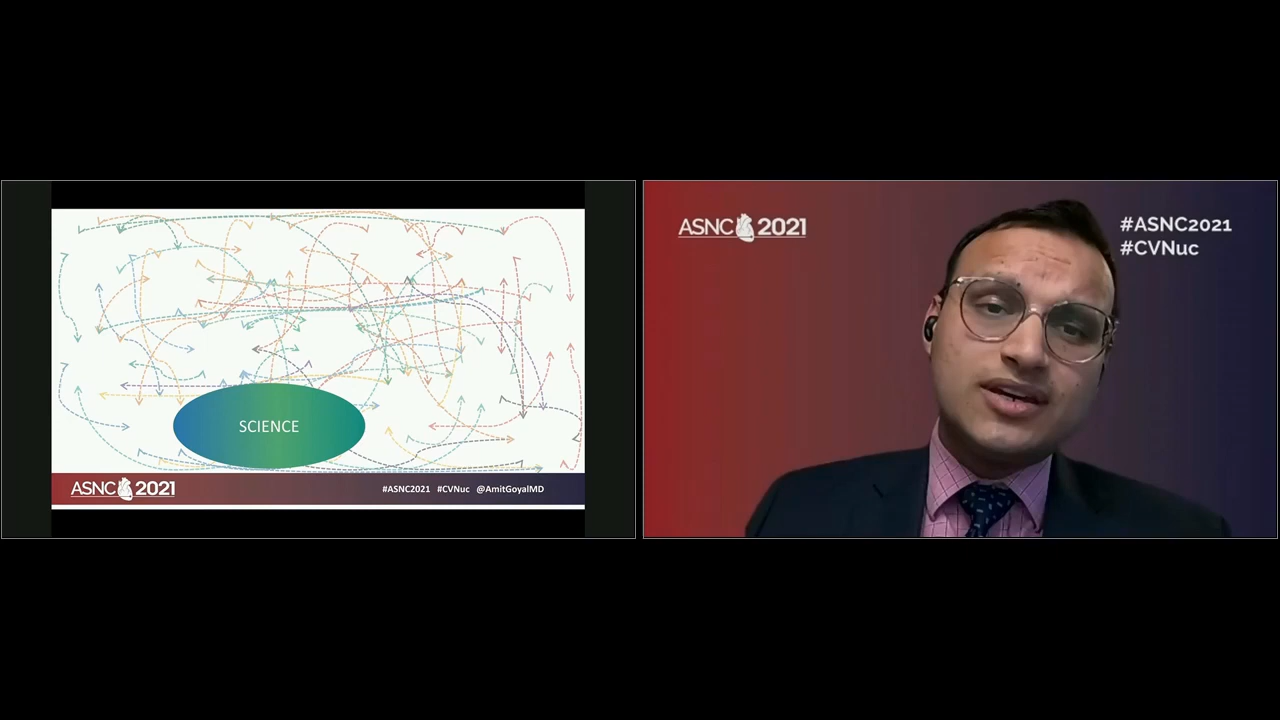 SCIENCE
ASNC 2021
#ASNC2021 #CVNuc @AmitGoyalMD
ASNC 2021
#ASNC2021
#CVNuc